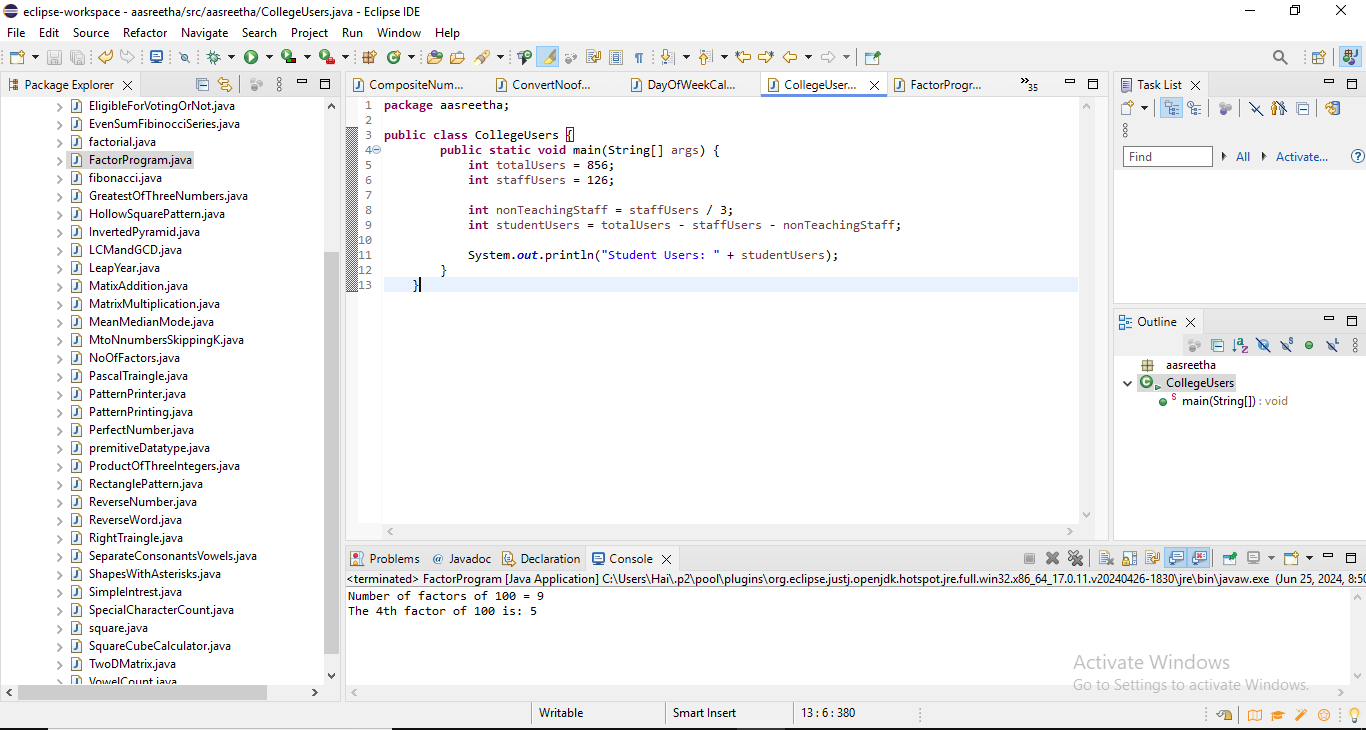 eclipse-workspace - aasreetha/src/aasreetha/CollegeUsers.java - Eclipse IDE
File Edit Source Refactor Navigate Search Project Run Window Help
Package Explorer
EligibleForVotingOrNot.java
EvenSumFibinocciSeries.java
factorial.java
FactorProgram.java
fibonacci.java
GreatestOfThreeNumbers.java
HollowSquarePattern.java
InvertedPyramid.java
LCMandGCD.java
LeapYear.java
MatixAddition.java
MatrixMultiplication.java
MeanMedianMode.java
MtoNnumbersSkippingK.java
NoOfFactors.java
PascalTraingle.java
PatternPrinter.java
PatternPrinting.java
PerfectNumber.java
premitiveDatatype.java
ProductOfThreeIntegers.java
RectanglePattern.java
ReverseNumber.java
ReverseWord.java
RightTraingle.java
SeparateConsonantsVowels.java
ShapesWithAsterisks.java
SimpleIntrest.java
SpecialCharacterCount.java
square.java
SquareCubeCalculator.java
TwoDMatrix.java
VowelCount.java
CompositeNum... ConvertNoof... DayOfWeekCal... CollegeUser... FactorProgr... »35
1 package aasreetha;
2
3 public class CollegeUsers {
4 public static void main(String[] args) {
5 int totalUsers = 856;
6 int staffUsers = 126;
7
8 int nonTeachingStaff = staffUsers / 3;
9 int studentUsers = totalUsers - staffUsers - nonTeachingStaff;
10
11 System.out.println("Student Users: " + studentUsers);
12 }
13 }
Task List
Find All Activate...
Outline
aasreetha
CollegeUsers
main(String[]) : void
Problems Javadoc Declaration Console
<terminated> FactorProgram [Java Application] C:\Users\Hai\.p2\pool\plugins\org.eclipse.justj.openjdk.hotspot.jre.full.win32.x86_64_17.0.11.v20240426-1830\jre\bin\javaw.exe (Jun 25, 2024, 8:50
Number of factors of 100 = 9
The 4th factor of 100 is: 5
Activate Windows
Go to Settings to activate Windows.
Writable Smart Insert 13 : 6 : 380